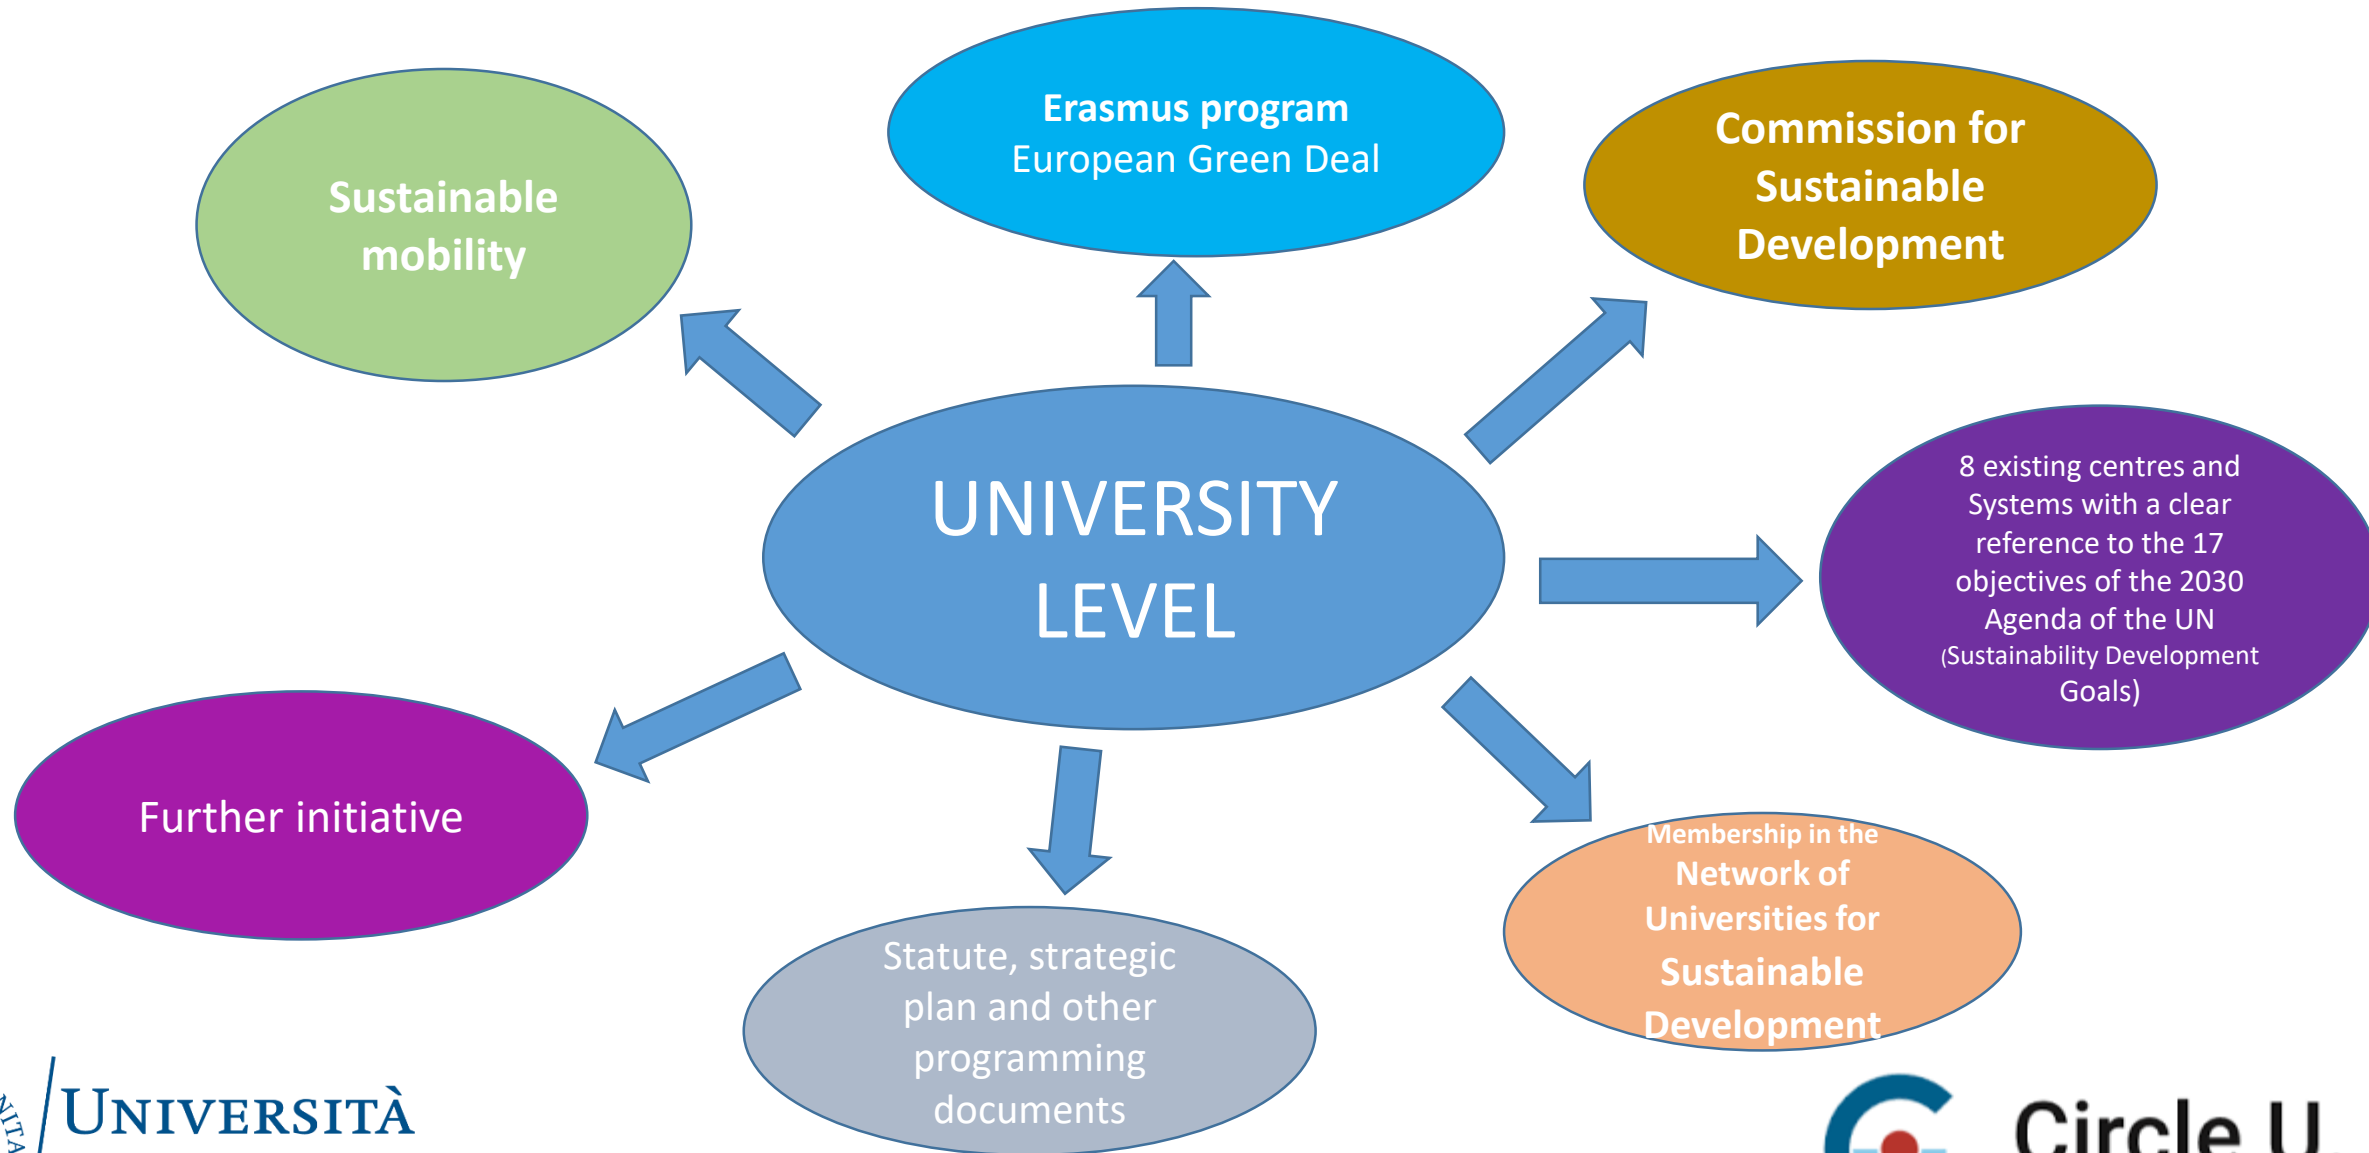 Erasmus program
European Green Deal
Commission for
Sustainable
Development
Sustainable
mobility
UNIVERSITY
LEVEL
8 existing centres and
Systems with a clear
reference to the 17
objectives of the 2030
Agenda of the UN
(Sustainability Development
Goals)
Further initiative
Membership in the
Network of
Universities for
Sustainable
Development
Statute, strategic
plan and other
programming
documents
UNIVERSITÀ
Circle U.